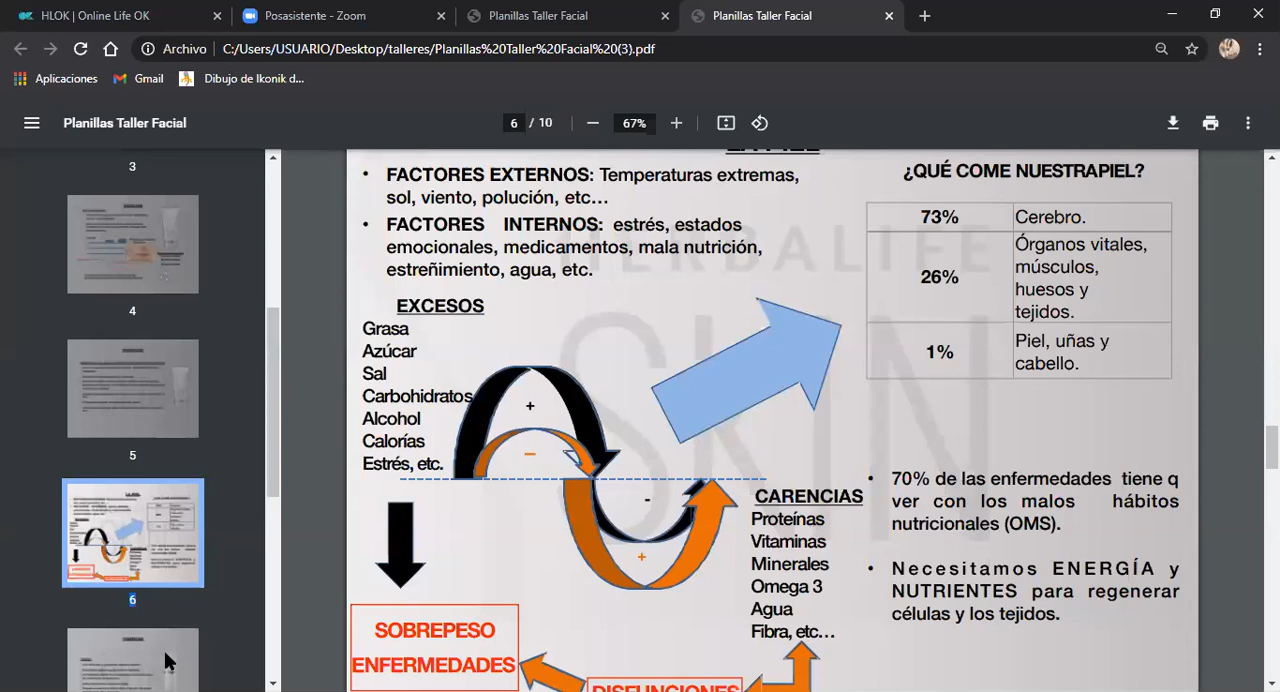 HLOK | Online Life OK
Posasistente - Zoom
Planillas Taller Facial
Planillas Taller Facial
Archivo
C:/Users/USUARIO/Desktop/talleres/Planillas%20Taller%20Facial%20(3).pdf
Aplicaciones
Gmail
Dibujo de Ikonik d...
Planillas Taller Facial
6 / 10
67%
3
4
5
6
• FACTORES EXTERNOS: Temperaturas extremas,
sol, viento, polución, etc...
• FACTORES INTERNOS: estrés, estados
emocionales, medicamentos, mala nutrición,
estreñimiento, agua, etc.
EXCESOS
Grasa
Azúcar
Sal
Carbohidratos
Alcohol
Calorías
Estrés, etc.
+
−
-
+
CARENCIAS
Proteínas
Vitaminas
Minerales
Omega 3
Agua
Fibra, etc...
SOBREPESO
ENFERMEDADES
DISFUNCIONES
¿QUÉ COME NUESTRAPIEL?
73% Cerebro.
26% Órganos vitales,
músculos,
huesos y
tejidos.
1% Piel, uñas y
cabello.
• 70% de las enfermedades tiene q
ver con los malos hábitos
nutricionales (OMS).
• Necesitamos ENERGÍA y
NUTRIENTES para regenerar
células y los tejidos.
HERBALIFE
SKIN